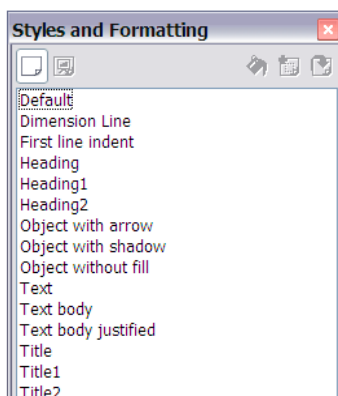 Styles and Formatting
Default
Dimension Line
First line indent
Heading
Heading1
Heading2
Object with arrow
Object with shadow
Object without fill
Text
Text body
Text body justified
Title
Title1
Title2